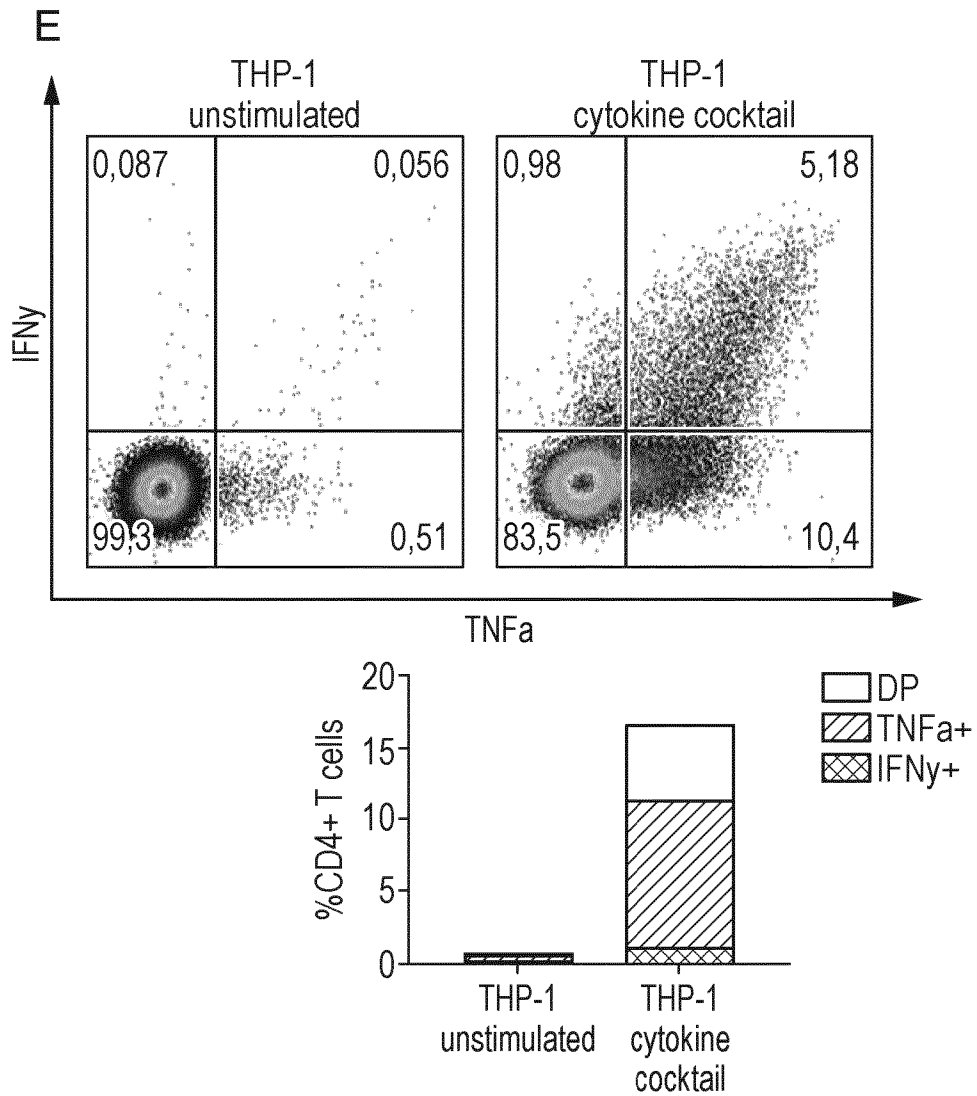 E
THP-1
unstimulated
THP-1
cytokine cocktail
0,087
0,056
0,98
5,18
IFNy
99,3
0,51
83,5
10,4
TNFa
20
15
10
5
0
%CD4+ T cells
DP
TNFa+
IFNy+
THP-1
unstimulated
THP-1
cytokine
cocktail